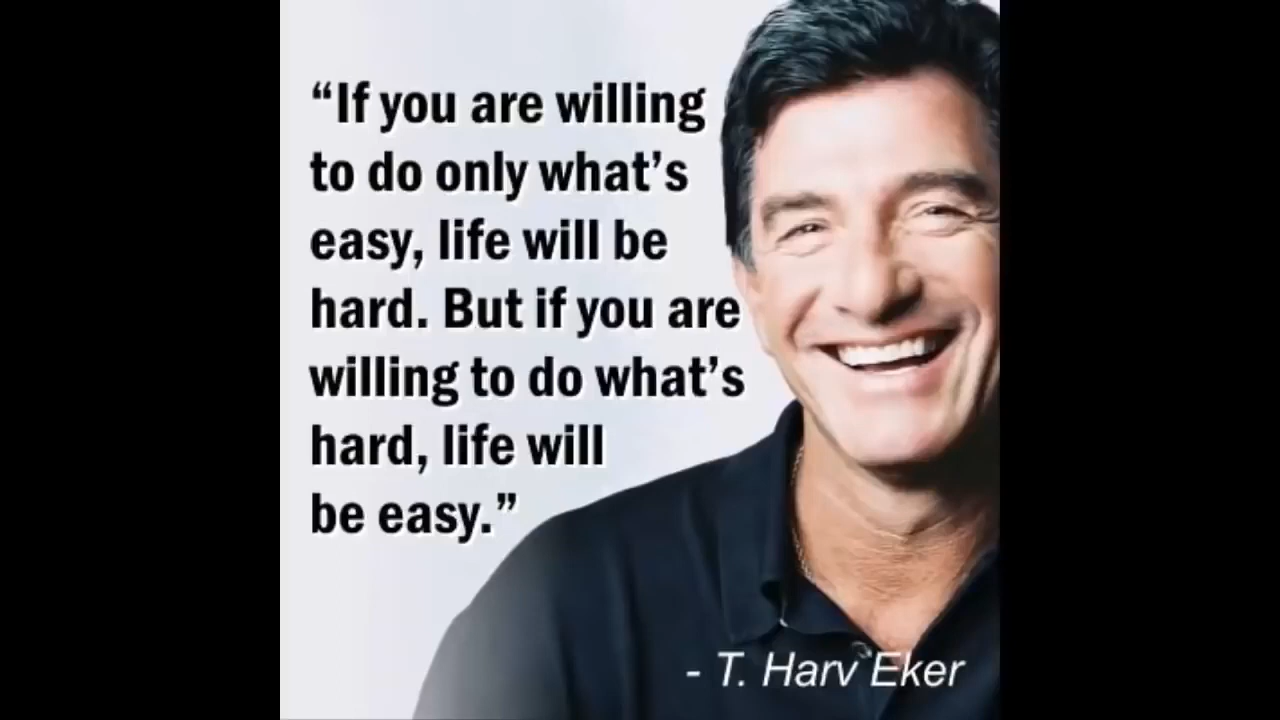 “If you are willing
to do only what’s
easy, life will be
hard. But if you are
willing to do what’s
hard, life will
be easy.”
- T. Harv Eker